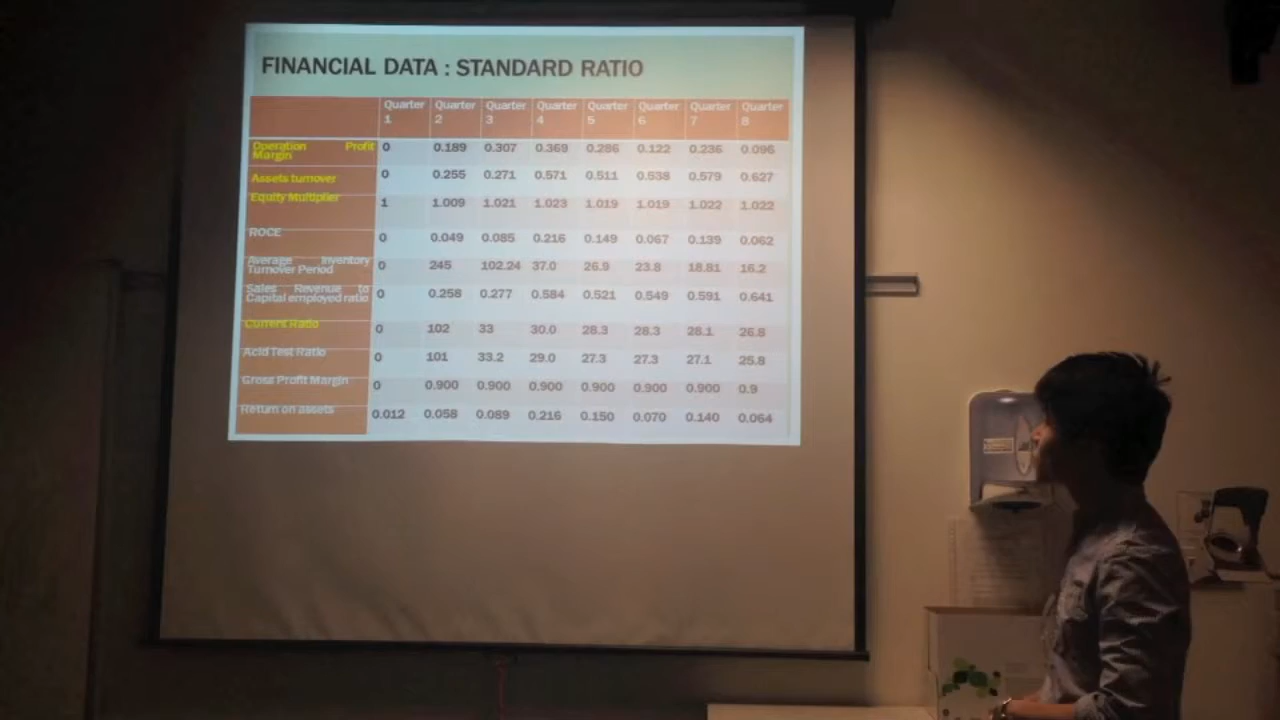 FINANCIAL DATA : STANDARD RATIO
Quarter 1 Quarter 2 Quarter 3 Quarter 4 Quarter 5 Quarter 6 Quarter 7 Quarter 8
Operation Profit Margin 0 0.189 0.307 0.369 0.286 0.122 0.236 0.096
Assets turnover 0 0.255 0.271 0.571 0.511 0.538 0.579 0.627
Equity Multiplier 1 1.009 1.021 1.023 1.019 1.019 1.022 1.022
ROCE 0 0.049 0.085 0.216 0.149 0.067 0.139 0.062
Average Inventory Turnover Period 0 245 102.24 37.0 26.9 23.8 18.81 16.2
Sales Revenue to Capital employed ratio 0 0.258 0.277 0.584 0.521 0.549 0.591 0.641
Current Ratio 0 102 33 30.0 28.3 28.3 28.1 26.8
Acid Test Ratio 0 101 33.2 29.0 27.3 27.3 27.1 25.8
Gross Profit Margin 0 0.900 0.900 0.900 0.900 0.900 0.900 0.9
Return on assets 0.012 0.058 0.089 0.216 0.150 0.070 0.140 0.064